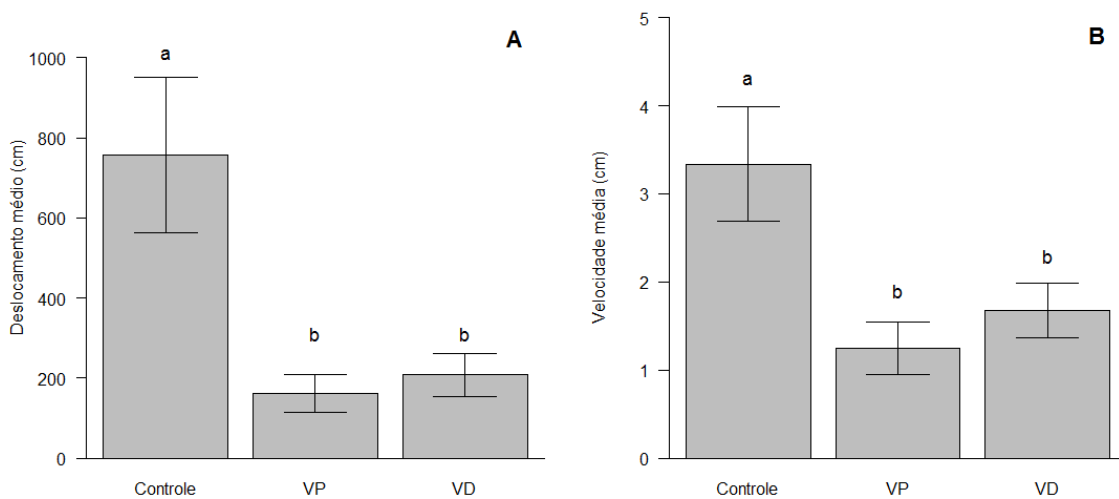 A
Deslocamento médio (cm)
1000
800
600
400
200
0
a
b
b
Controle
VP
VD
B
Velocidade média (cm)
5
4
3
2
1
0
a
b
b
Controle
VP
VD